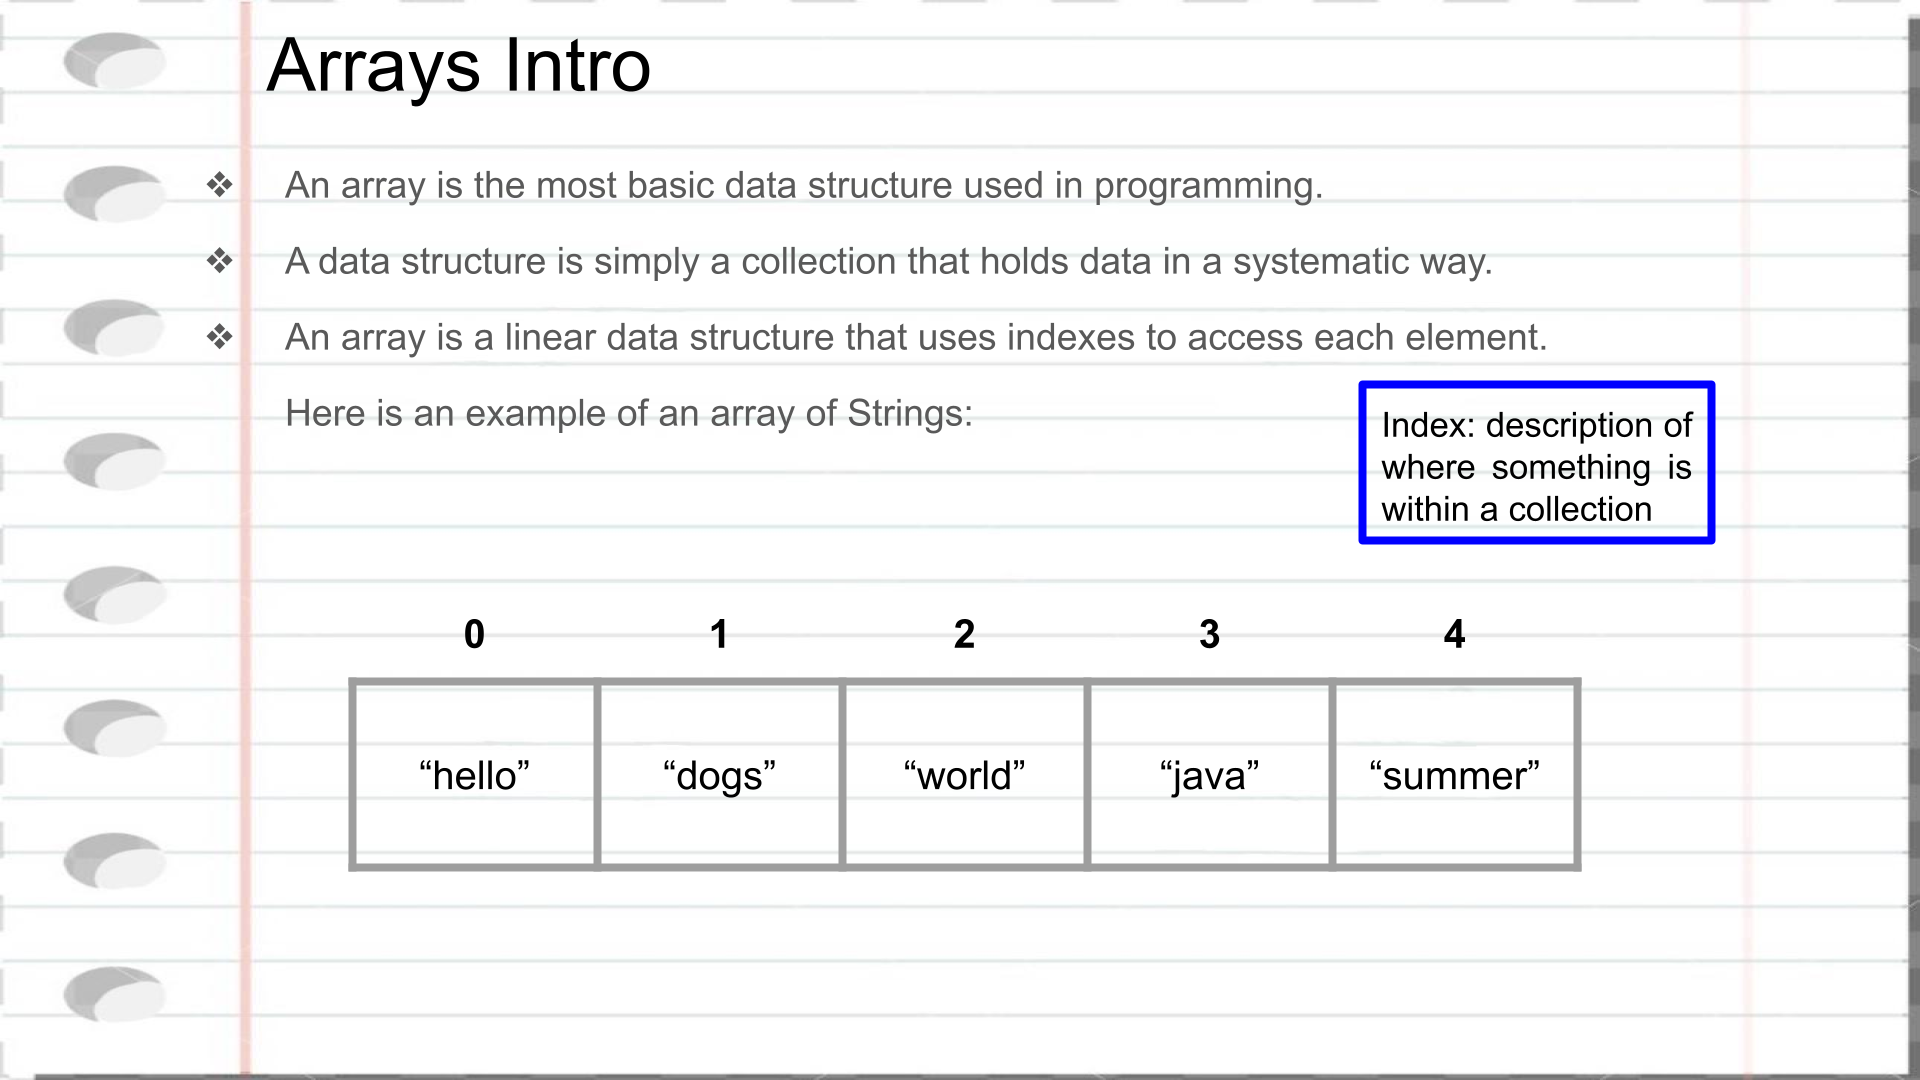 Arrays Intro
❖ An array is the most basic data structure used in programming.
❖ A data structure is simply a collection that holds data in a systematic way.
❖ An array is a linear data structure that uses indexes to access each element.
Here is an example of an array of Strings:
Index: description of
where something is
within a collection
0 1 2 3 4
“hello” “dogs” “world” “java” “summer”